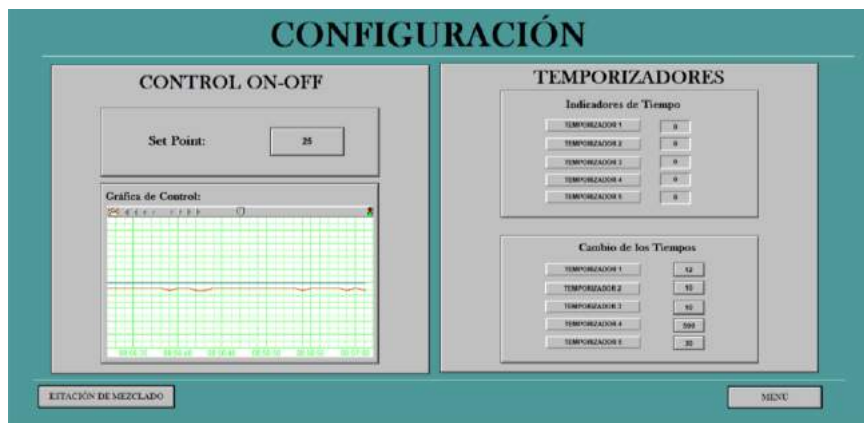 CONFIGURACIÓN
CONTROL ON-OFF
Set Point:
25
Gráfica de Control:
TEMPORIZADORES
Indicadores de Tiempo
TEMPORIZADOR 1 0
TEMPORIZADOR 2 0
TEMPORIZADOR 3 0
TEMPORIZADOR 4 0
TEMPORIZADOR 5 0
Cambio de los Tiempos
TEMPORIZADOR 1 12
TEMPORIZADOR 2 10
TEMPORIZADOR 3 10
TEMPORIZADOR 4
TEMPORIZADOR 5
ESTACIÓN DE MEZCLADO
MENÚ